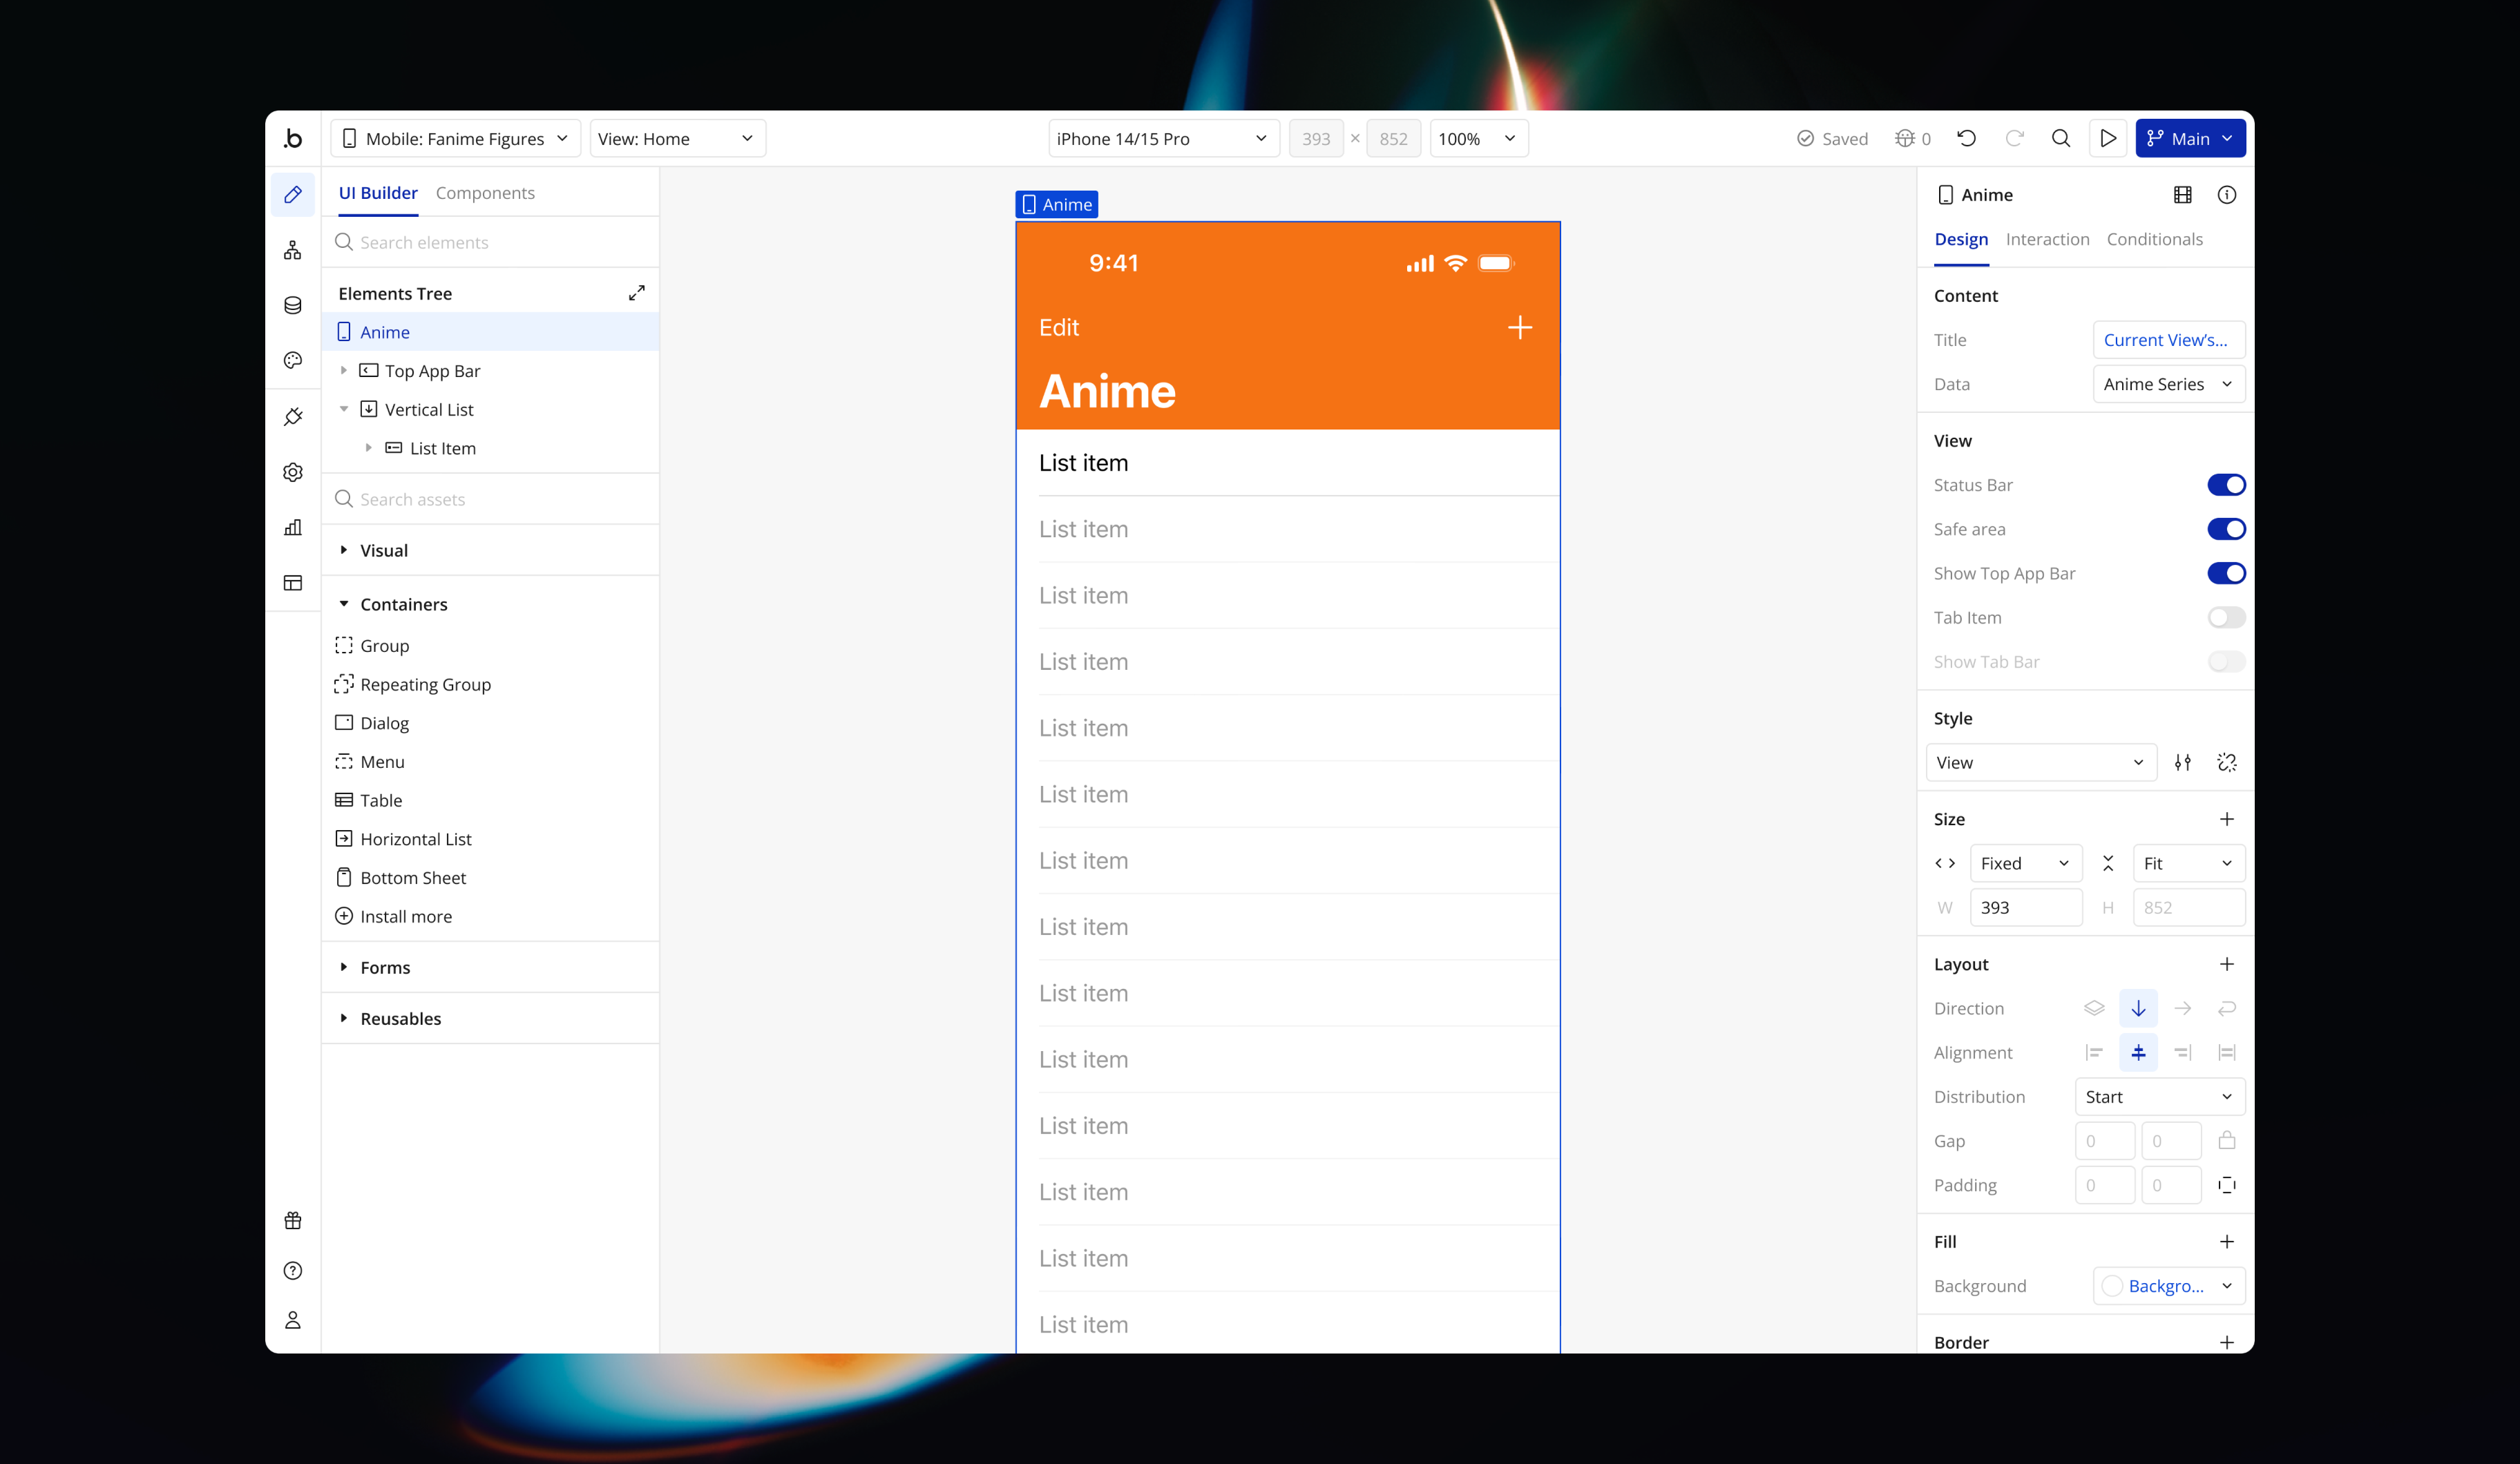 .b
Mobile: Fanime Figures
View: Home
iPhone 14/15 Pro
393 × 852
100%
Saved
0
Main
UI Builder
Components
Search elements
Elements Tree
Anime
Top App Bar
Vertical List
List Item
Search assets
Visual
Containers
Group
Repeating Group
Dialog
Menu
Table
Horizontal List
Bottom Sheet
Install more
Forms
Reusables
Anime
9:41
Edit
Anime
List item
List item
List item
List item
List item
List item
List item
List item
List item
List item
List item
List item
List item
List item
Anime
Design
Interaction
Conditionals
Content
Title
Current View's...
Data
Anime Series
View
Status Bar
Safe area
Show Top App Bar
Tab Item
Show Tab Bar
Style
View
Size
Fixed
Fit
W
393
H
852
Layout
Direction
Alignment
Distribution
Start
Gap
0
0
Padding
0
0
Fill
Background
Backgro...
Border